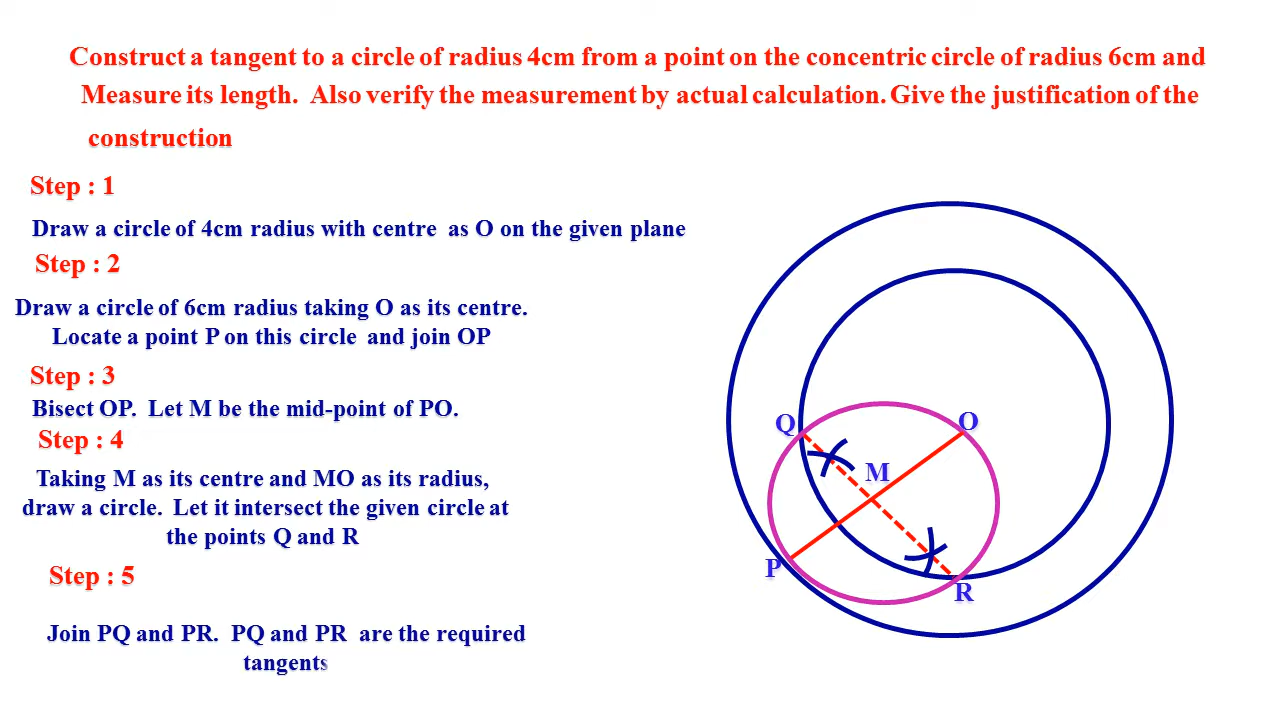 Construct a tangent to a circle of radius 4cm from a point on the concentric circle of radius 6cm and
Measure its length. Also verify the measurement by actual calculation. Give the justification of the
construction
Step : 1
Draw a circle of 4cm radius with centre as O on the given plane
Step : 2
Draw a circle of 6cm radius taking O as its centre.
Locate a point P on this circle and join OP
Step : 3
Bisect OP. Let M be the mid-point of PO.
Step : 4
Taking M as its centre and MO as its radius,
draw a circle. Let it intersect the given circle at
the points Q and R
Step : 5
Join PQ and PR. PQ and PR are the required
tangents
Q
O
M
P
R